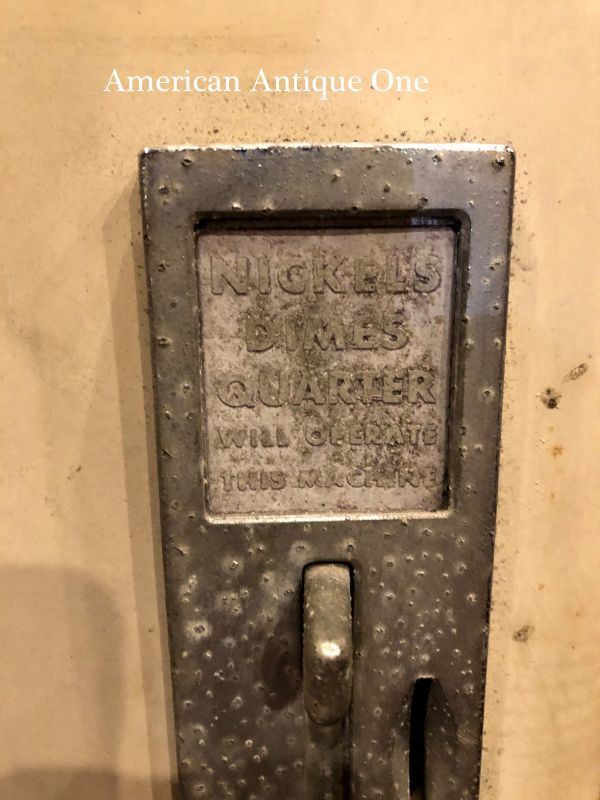 American Antique One
NICKELS
DIMES
QUARTER
WILL OPERATE
THIS MACHINE